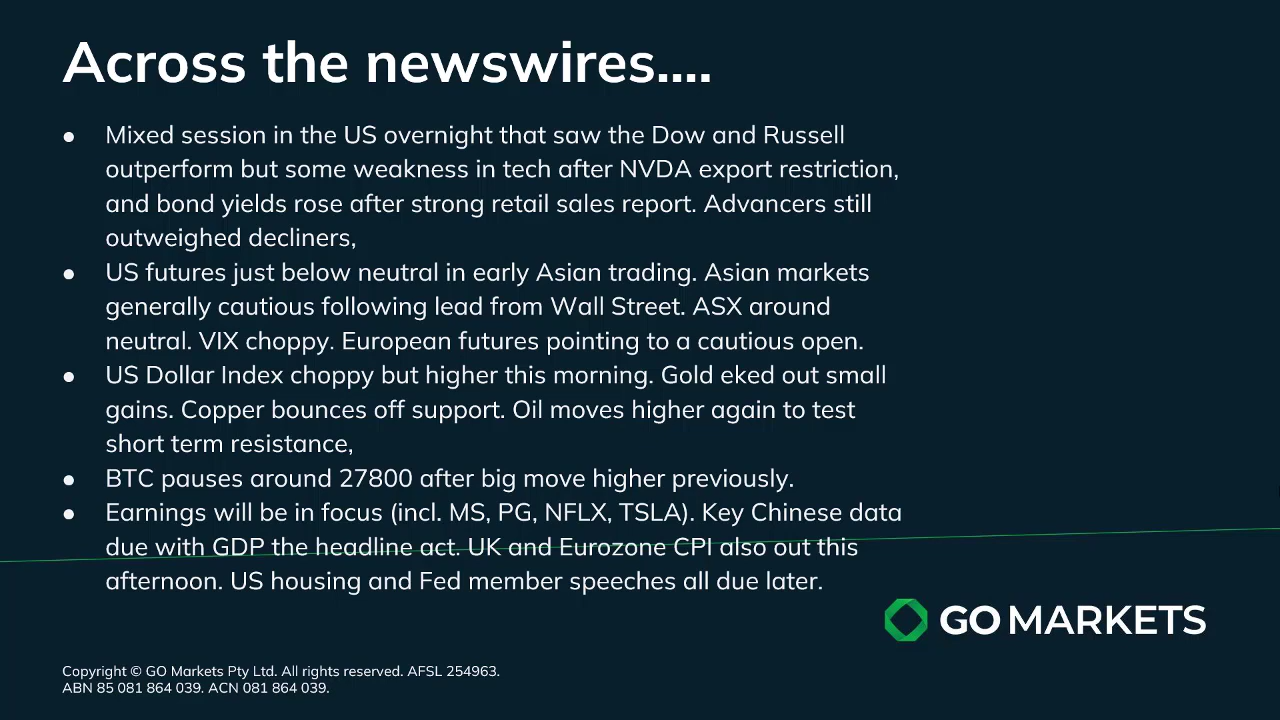 Across the newswires....
● Mixed session in the US overnight that saw the Dow and Russell
outperform but some weakness in tech after NVDA export restriction,
and bond yields rose after strong retail sales report. Advancers still
outweighed decliners,
● US futures just below neutral in early Asian trading. Asian markets
generally cautious following lead from Wall Street. ASX around
neutral. VIX choppy. European futures pointing to a cautious open.
● US Dollar Index choppy but higher this morning. Gold eked out small
gains. Copper bounces off support. Oil moves higher again to test
short term resistance,
● BTC pauses around 27800 after big move higher previously.
● Earnings will be in focus (incl. MS, PG, NFLX, TSLA). Key Chinese data
due with GDP the headline act. UK and Eurozone CPI also out this
afternoon. US housing and Fed member speeches all due later.
GO MARKETS
Copyright © GO Markets Pty Ltd. All rights reserved. AFSL 254963.
ABN 85 081 864 039. ACN 081 864 039.